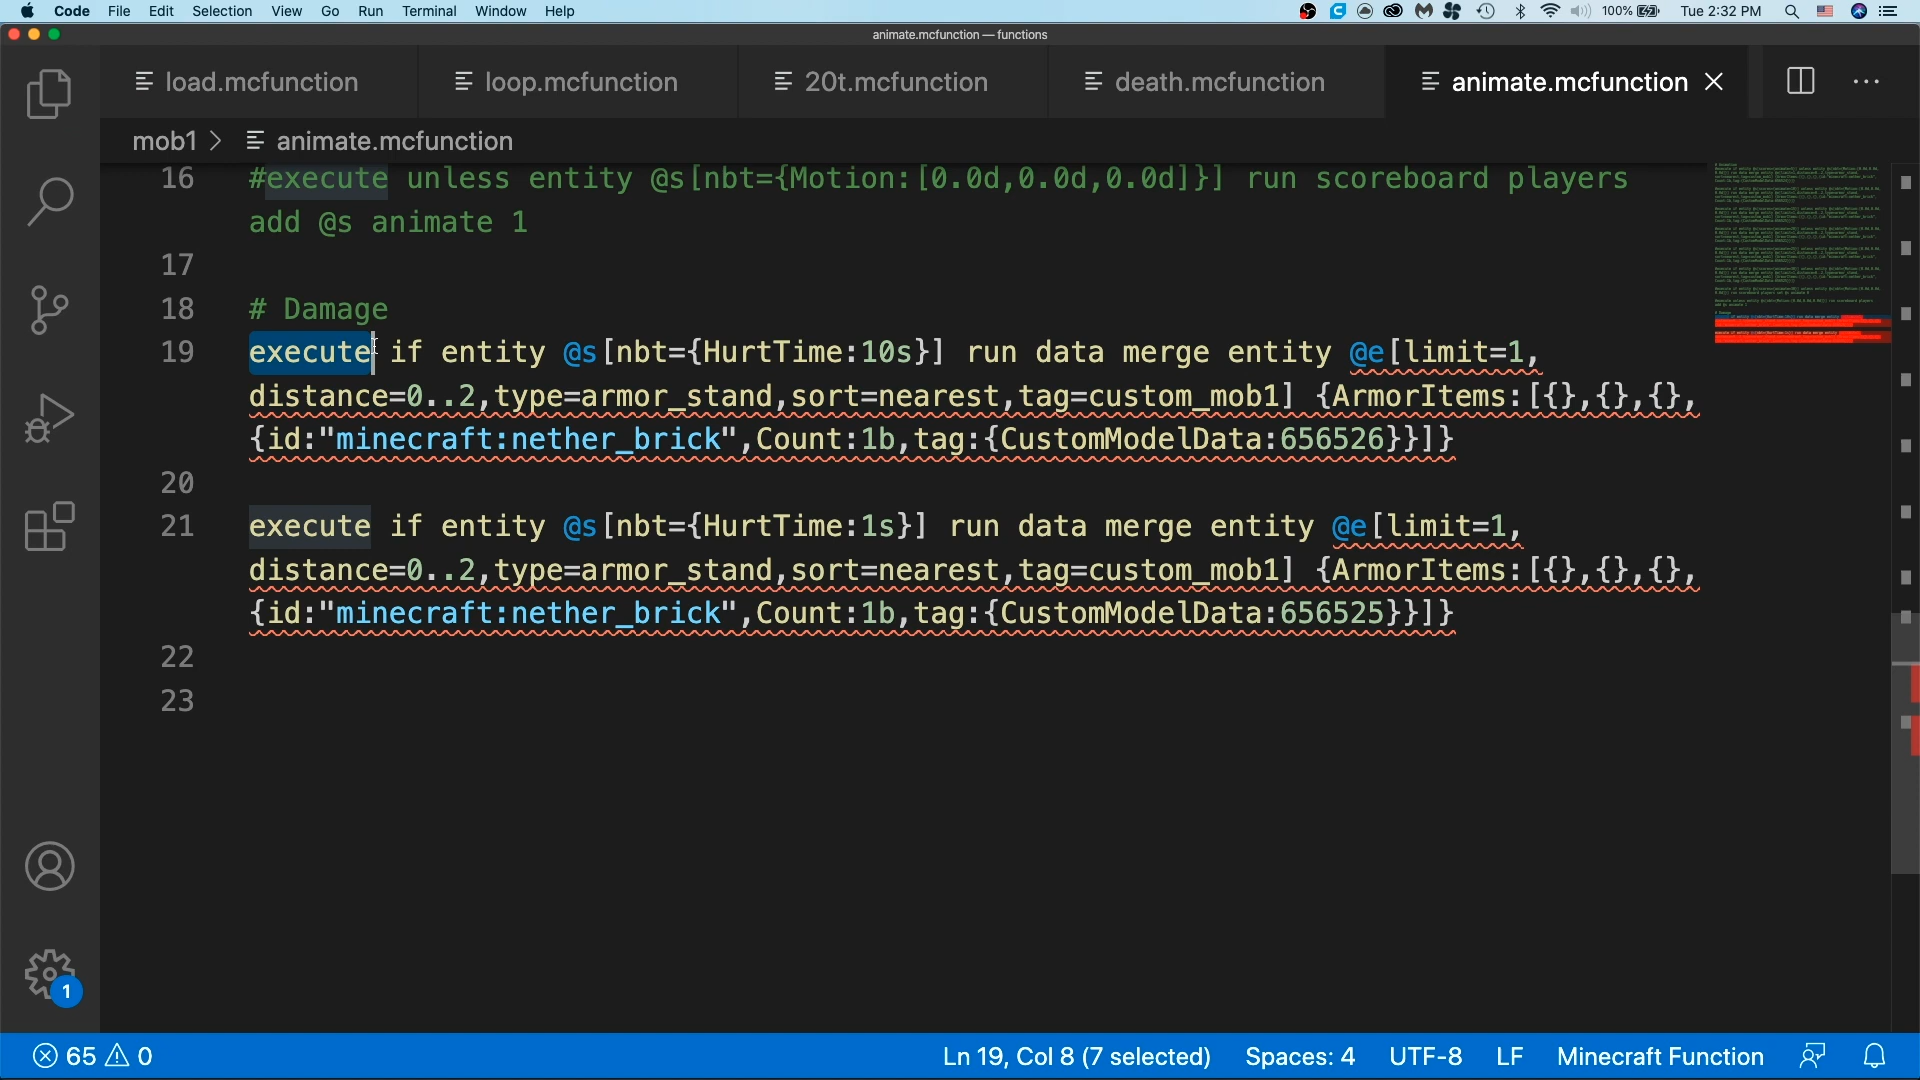 Code File Edit Selection View Go Run Terminal Window Help 100% Tue 2:32 PM
animate.mcfunction — functions
load.mcfunction loop.mcfunction 20t.mcfunction death.mcfunction animate.mcfunction
mob1 > animate.mcfunction
16 #execute unless entity @s[nbt={Motion:[0.0d,0.0d,0.0d]}] run scoreboard players
add @s animate 1
17
18 # Damage
19 execute if entity @s[nbt={HurtTime:10s}] run data merge entity @e[limit=1,
distance=0..2,type=armor_stand,sort=nearest,tag=custom_mob1] {ArmorItems:[{},{},{},
{id:"minecraft:nether_brick",Count:1b,tag:{CustomModelData:656526}}]}
20
21 execute if entity @s[nbt={HurtTime:1s}] run data merge entity @e[limit=1,
distance=0..2,type=armor_stand,sort=nearest,tag=custom_mob1] {ArmorItems:[{},{},{},
{id:"minecraft:nether_brick",Count:1b,tag:{CustomModelData:656525}}]}
22
23
1
65 0 Ln 19, Col 8 (7 selected) Spaces: 4 UTF-8 LF Minecraft Function